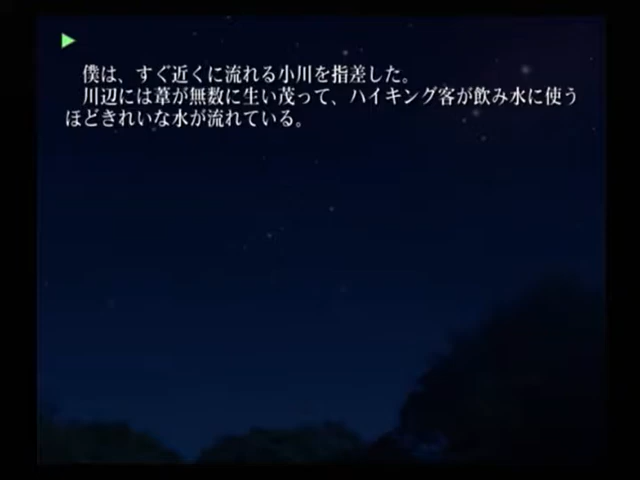 僕は、すぐ近くに流れる小川を指差した。
　川辺には葦が無数に生い茂って、ハイキング客が飲み水に使う
ほどきれいな水が流れている。